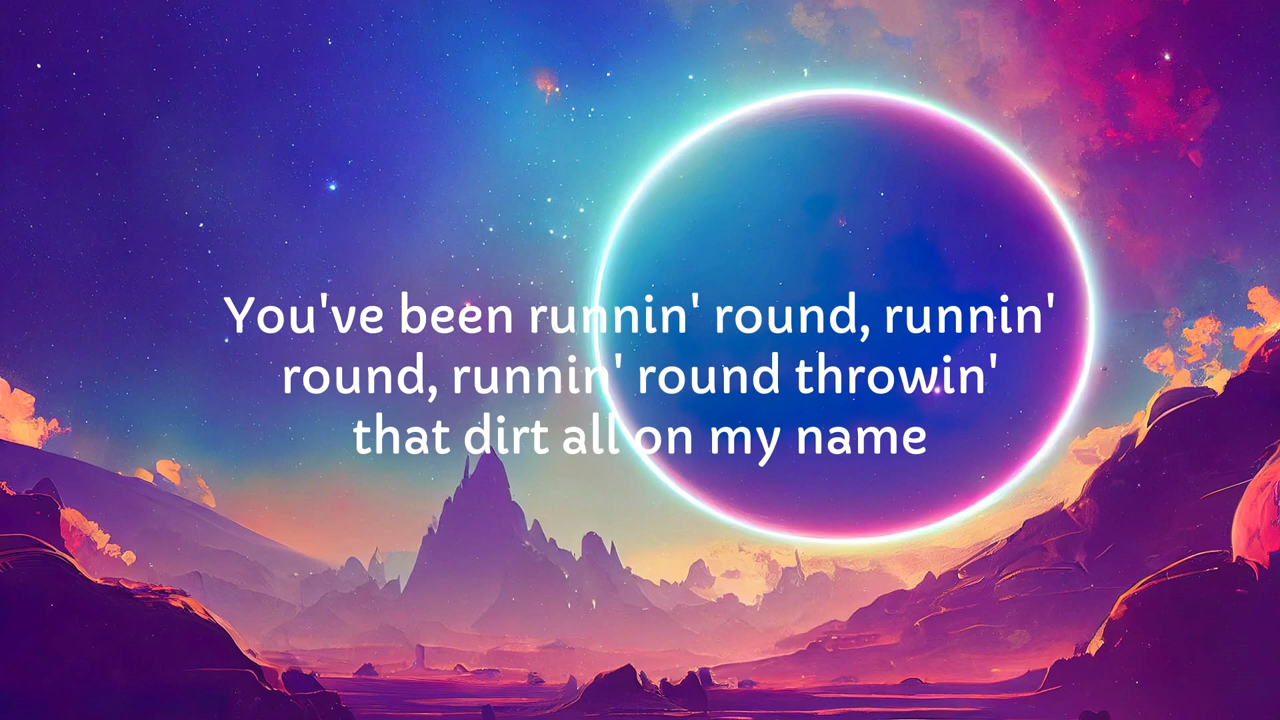 You've been runnin' round, runnin'
round, runnin' round throwin'
that dirt all on my name